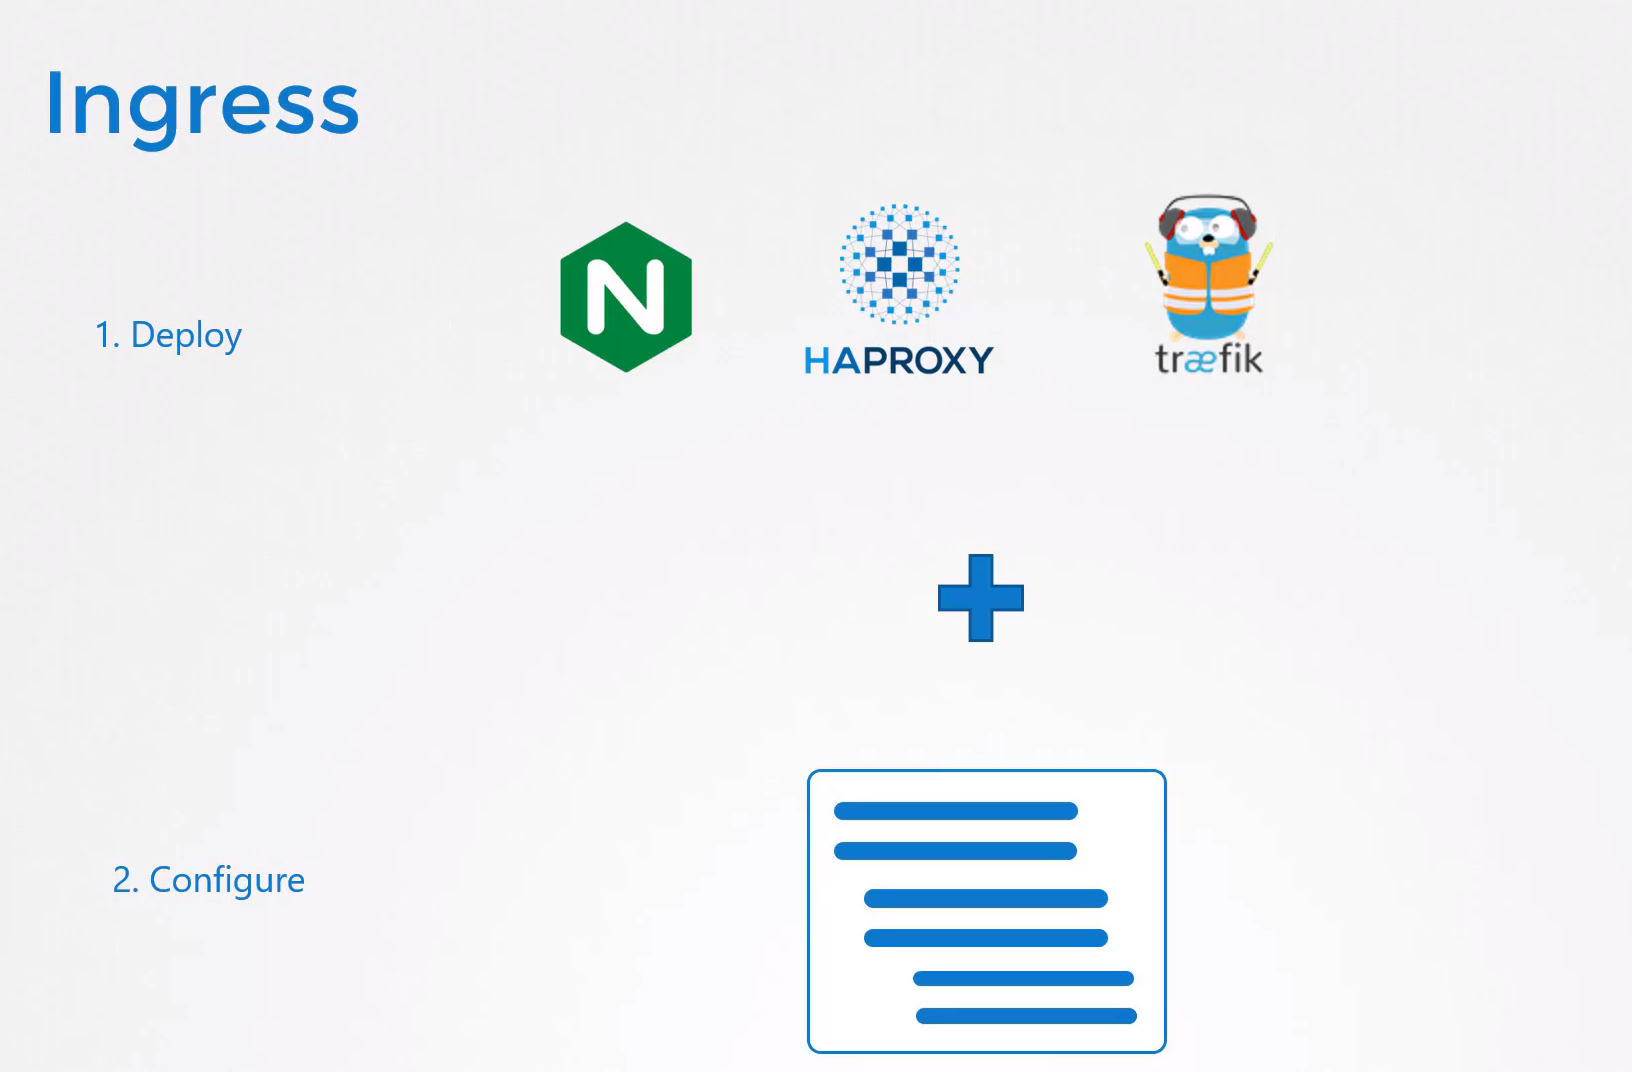 Ingress
1. Deploy
N
HAPROXY
træfik
2. Configure